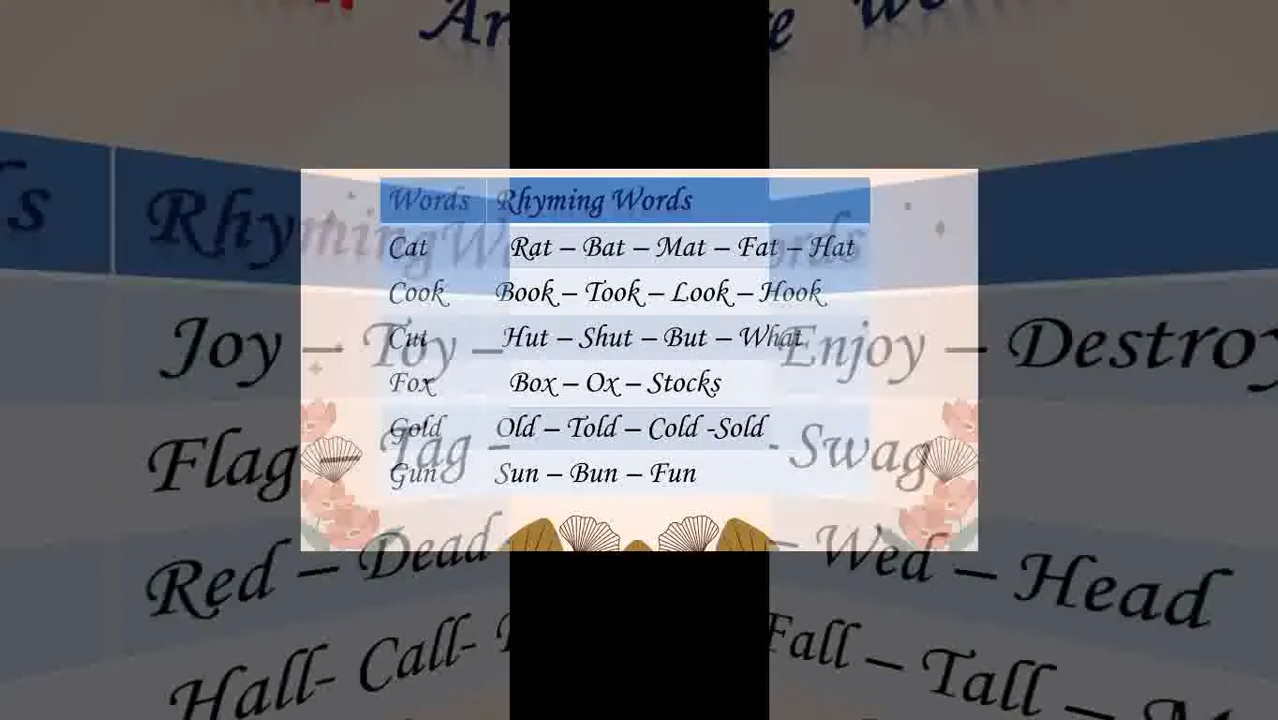 Words Rhyming Words
Cat Rat – Bat – Mat – Fat – Hat
Cook Book – Took – Look – Hook
Cut Hut – Shut – But – What
Fox Box – Ox – Stocks
Gold Old – Told – Cold -Sold
Gun Sun – Bun – Fun
Rhyming Words
Joy – Toy – Enjoy – Destroy
Flag – Tag – - Swag
Red – Dead – Wed – Head
Hall- Call- Fall – Tall –